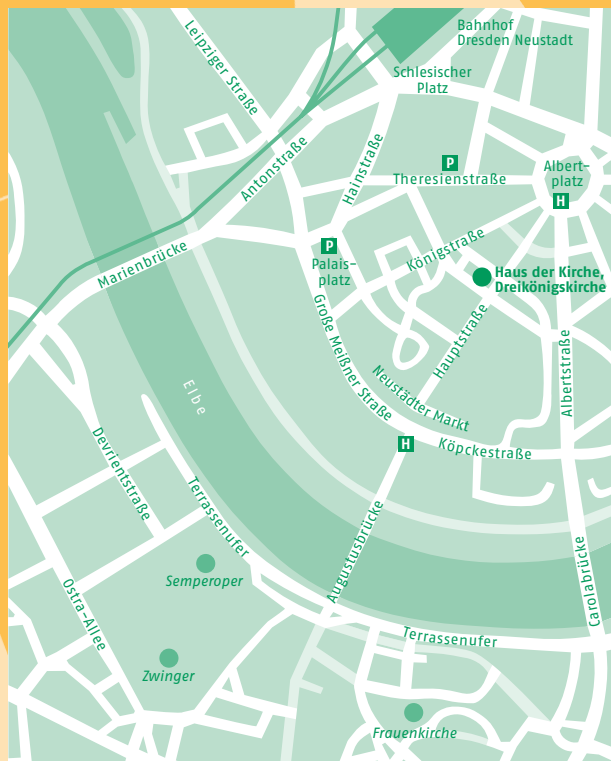 Bahnhof
Dresden Neustadt
Leipziger Straße
Schlesischer
Platz
Antonstraße
Hainstraße
P
Theresienstraße
Albert-
platz
H
Marienbrücke
P
Palais-
platz
Königstraße
Haus der Kirche,
Dreikönigskirche
Große Meißner Straße
Hauptstraße
Albertstraße
Elbe
Neustädter Markt
H
Köpckestraße
Devrientstraße
Terrassenufer
Augustusbrücke
Carolabrücke
Semperoper
Ostra-Allee
Terrassenufer
Zwinger
Frauenkirche